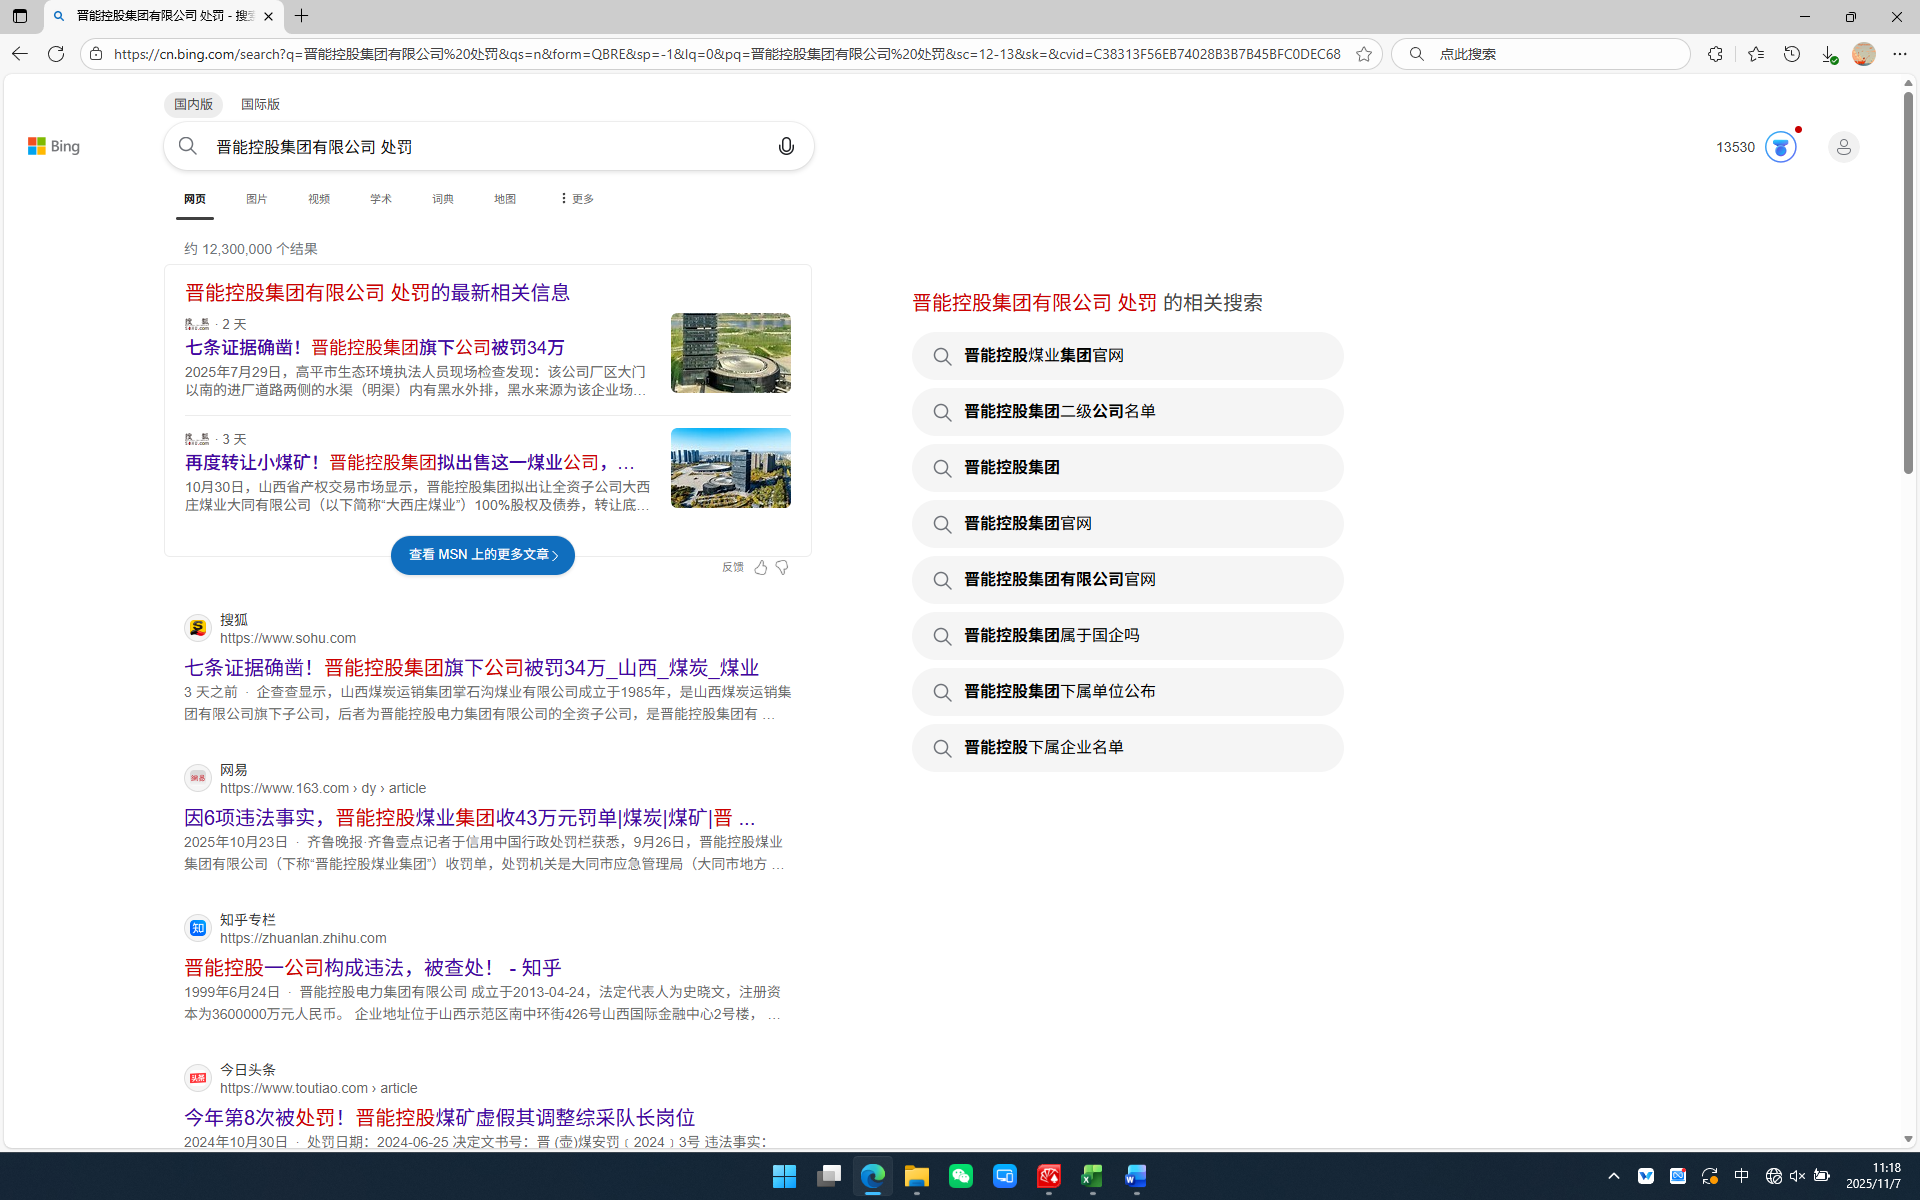 晋能控股集团有限公司 处罚 - 搜索
https://cn.bing.com/search?q=晋能控股集团有限公司%20处罚&qs=n&form=QBRE&sp=-1&lq=0&pq=晋能控股集团有限公司%20处罚&sc=12-13&sk=&cvid=C38313F56EB74028B3B7B45BFC0DEC68
点此搜索
国内版 国际版
Bing
晋能控股集团有限公司 处罚
13530
网页 图片 视频 学术 词典 地图 更多
约 12,300,000 个结果
晋能控股集团有限公司 处罚的最新相关信息
搜狐 · 2 天
七条证据确凿！晋能控股集团旗下公司被罚34万
2025年7月29日，高平市生态环境执法人员现场检查发现：该公司厂区大门
以南的进厂道路两侧的水渠（明渠）内有黑水外排，黑水来源为该企业场…
搜狐 · 3 天
再度转让小煤矿！晋能控股集团拟出售这一煤业公司，…
10月30日，山西省产权交易市场显示，晋能控股集团拟出让全资子公司大西
庄煤业大同有限公司（以下简称“大西庄煤业”）100%股权及债券，转让底…
查看 MSN 上的更多文章
反馈
搜狐
https://www.sohu.com
七条证据确凿！晋能控股集团旗下公司被罚34万_山西_煤炭_煤业
3 天之前 · 企查查显示，山西煤炭运销集团掌石沟煤业有限公司成立于1985年，是山西煤炭运销集
团有限公司旗下子公司，后者为晋能控股电力集团有限公司的全资子公司，是晋能控股集团有 …
网易
https://www.163.com › dy › article
因6项违法事实，晋能控股煤业集团收43万元罚单|煤炭|煤矿|晋 ...
2025年10月23日 · 齐鲁晚报·齐鲁壹点记者于信用中国行政处罚栏获悉，9月26日，晋能控股煤业
集团有限公司（下称“晋能控股煤业集团”）收罚单，处罚机关是大同市应急管理局（大同市地方 …
知乎专栏
https://zhuanlan.zhihu.com
晋能控股一公司构成违法，被查处！ - 知乎
1999年6月24日 · 晋能控股电力集团有限公司 成立于2013-04-24，法定代表人为史晓文，注册资
本为3600000万元人民币。 企业地址位于山西示范区南中环街426号山西国际金融中心2号楼， …
今日头条
https://www.toutiao.com › article
今年第8次被处罚！晋能控股煤矿虚假其调整综采队长岗位
2024年10月30日 · 处罚日期：2024-06-25 决定文书号：晋 (壶)煤安罚﹝2024﹞3号 违法事实：
晋能控股集团有限公司 处罚 的相关搜索
晋能控股煤业集团官网
晋能控股集团二级公司名单
晋能控股集团
晋能控股集团官网
晋能控股集团有限公司官网
晋能控股集团属于国企吗
晋能控股集团下属单位公布
晋能控股下属企业名单
中
11:18
2025/11/7